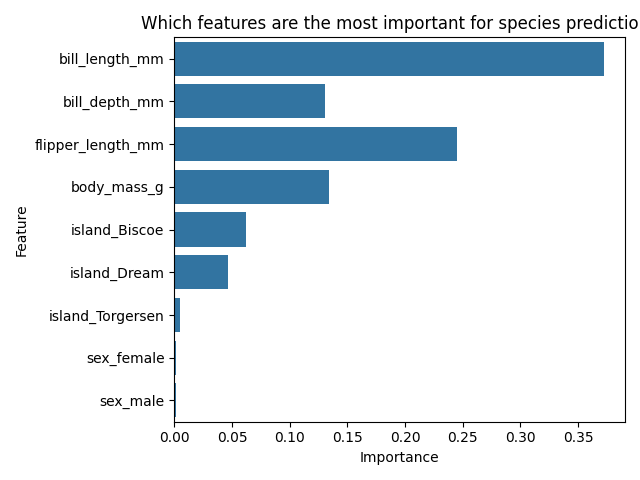 Which features are the most important for species predictio
bill_length_mm
bill_depth_mm
flipper_length_mm
body_mass_g
island_Biscoe
island_Dream
island_Torgersen
sex_female
sex_male
Feature
0.00 0.05 0.10 0.15 0.20 0.25 0.30 0.35
Importance